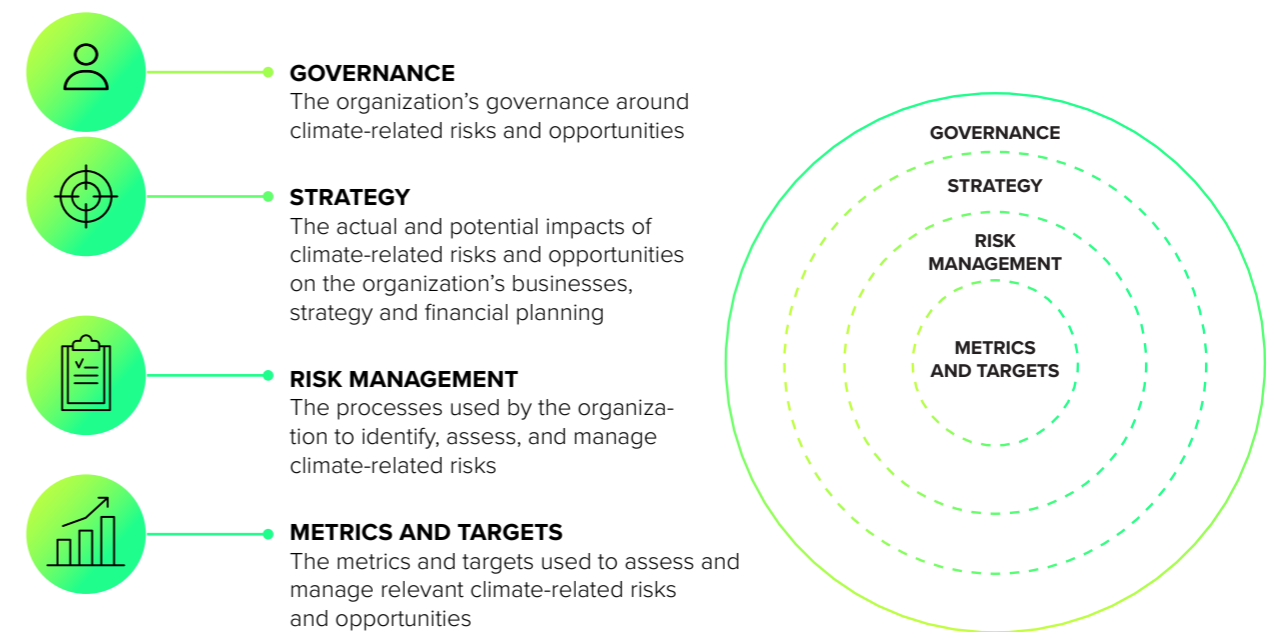 GOVERNANCE
The organization’s governance around
climate-related risks and opportunities
STRATEGY
The actual and potential impacts of
climate-related risks and opportunities
on the organization’s businesses,
strategy and financial planning
RISK MANAGEMENT
The processes used by the organiza-
tion to identify, assess, and manage
climate-related risks
METRICS AND TARGETS
The metrics and targets used to assess and
manage relevant climate-related risks
and opportunities
GOVERNANCE
STRATEGY
RISK
MANAGEMENT
METRICS
AND TARGETS